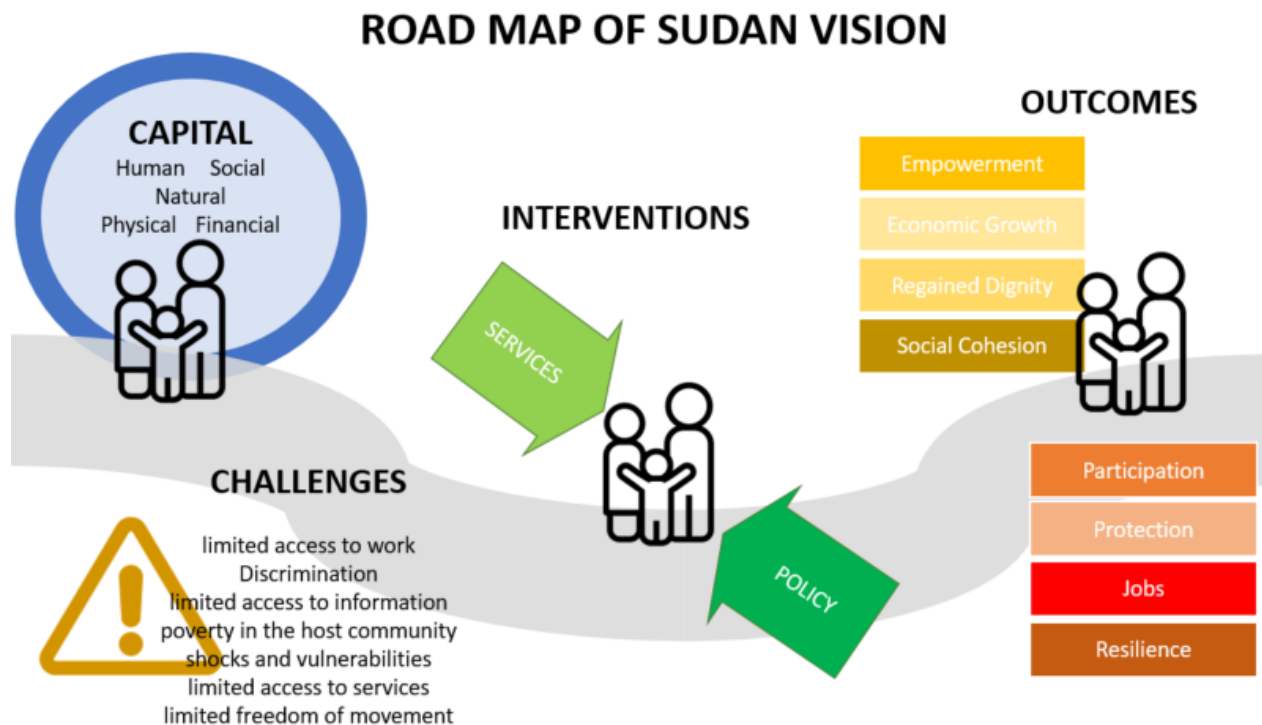 ROAD MAP OF SUDAN VISION
CAPITAL
Human Social
Natural
Physical Financial
CHALLENGES
limited access to work
Discrimination
limited access to information
poverty in the host community
shocks and vulnerabilities
limited access to services
limited freedom of movement
INTERVENTIONS
SERVICES
POLICY
OUTCOMES
Empowerment
Economic Growth
Regained Dignity
Social Cohesion
Participation
Protection
Jobs
Resilience